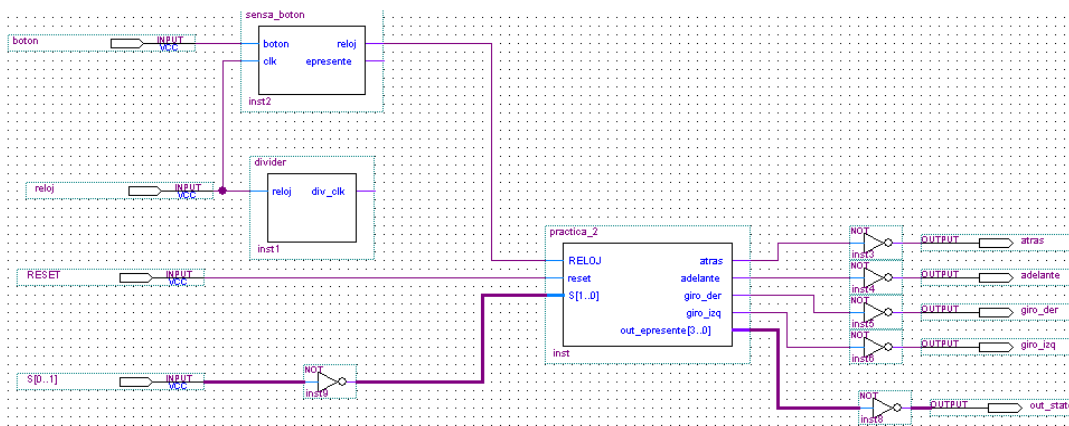 sensa_boton
boton
INPUT
VCC
boton
reloj
clk
epresente
inst2
divider
reloj
INPUT
VCC
reloj
div_clk
inst1
practica_2
RELOJ
atras
reset
adelante
S[1..0]
giro_der
giro_izq
out_epresente[3..0]
inst
RESET
INPUT
VCC
NOT
inst3
OUTPUT
atras
NOT
inst4
OUTPUT
adelante
NOT
inst5
OUTPUT
giro_der
NOT
inst6
OUTPUT
giro_izq
S[0..1]
INPUT
VCC
NOT
inst9
NOT
inst8
OUTPUT
out_stat